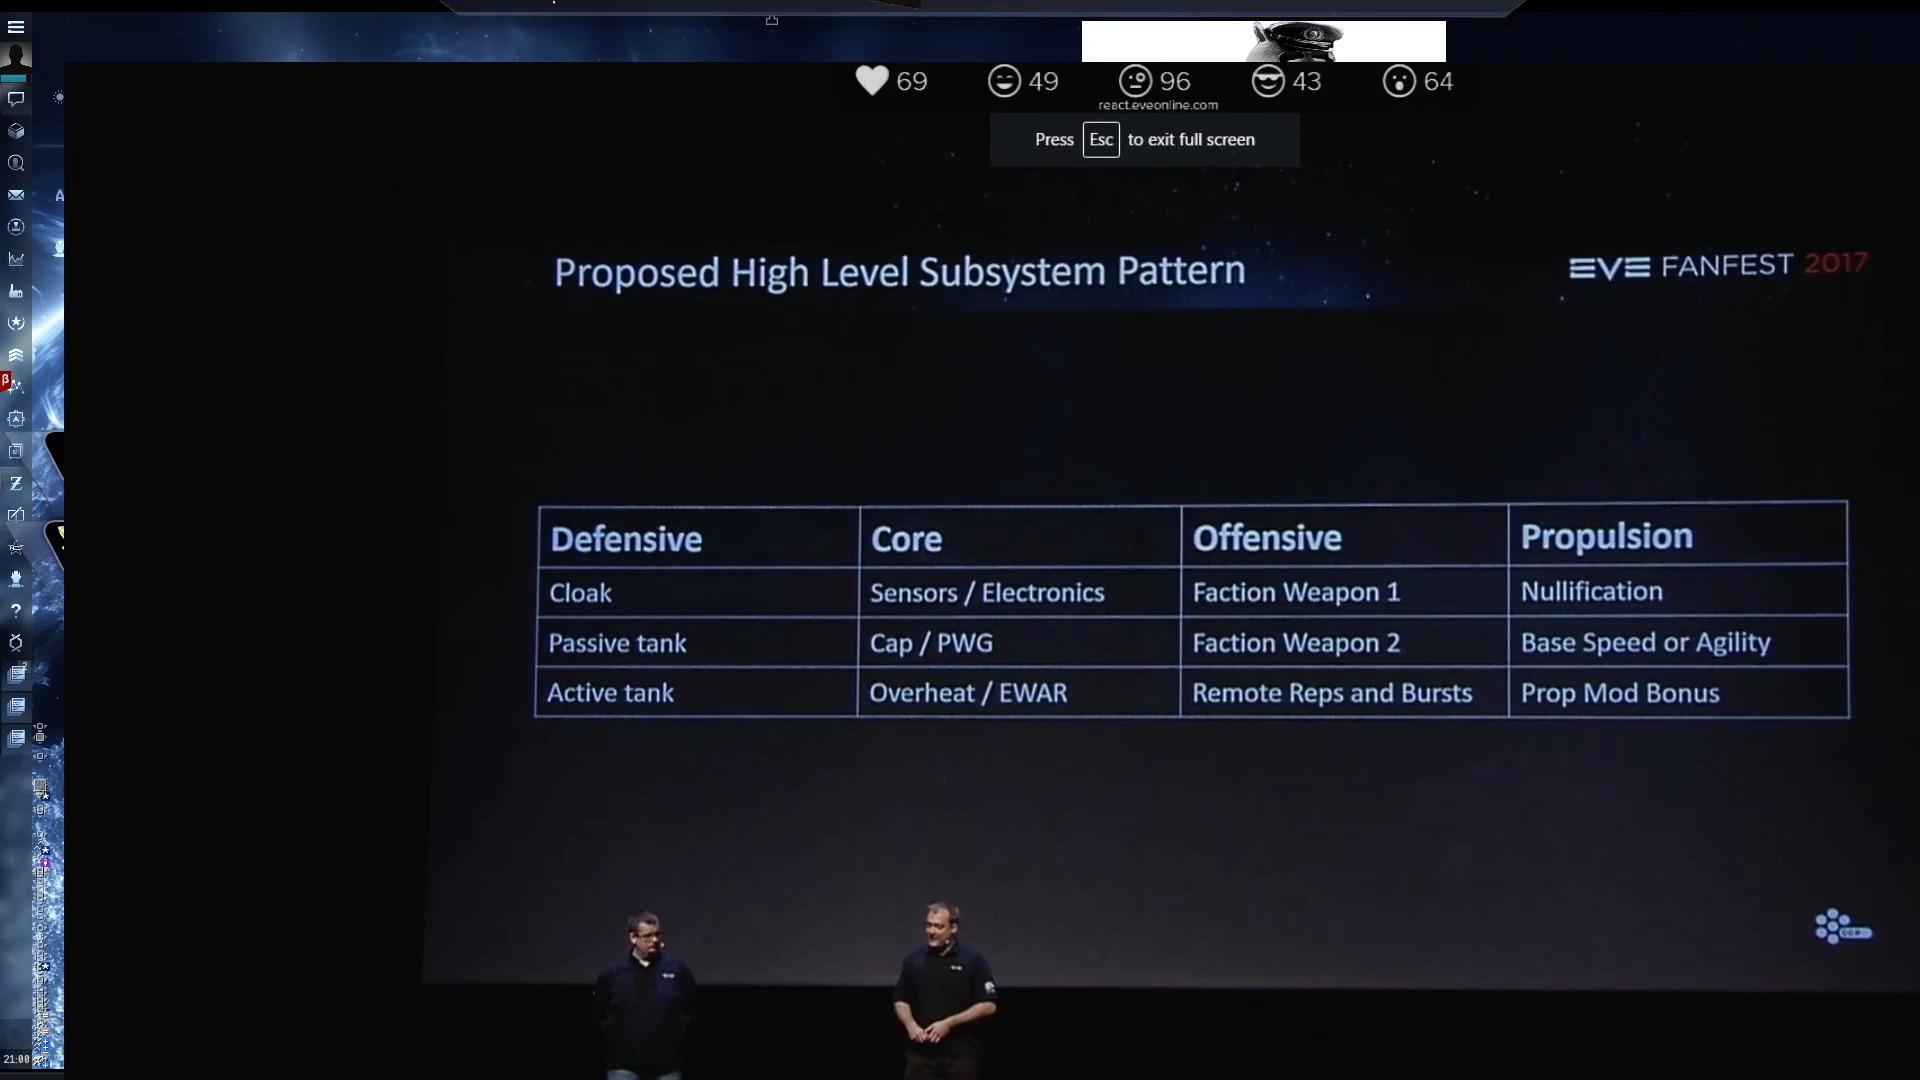 69 49 96 43 64
react.eveonline.com
Press Esc to exit full screen
Proposed High Level Subsystem Pattern
EVE FANFEST 2017
Defensive Core Offensive Propulsion
Cloak Sensors / Electronics Faction Weapon 1 Nullification
Passive tank Cap / PWG Faction Weapon 2 Base Speed or Agility
Active tank Overheat / EWAR Remote Reps and Bursts Prop Mod Bonus
A
β
Z
?
2
CCP
21:00